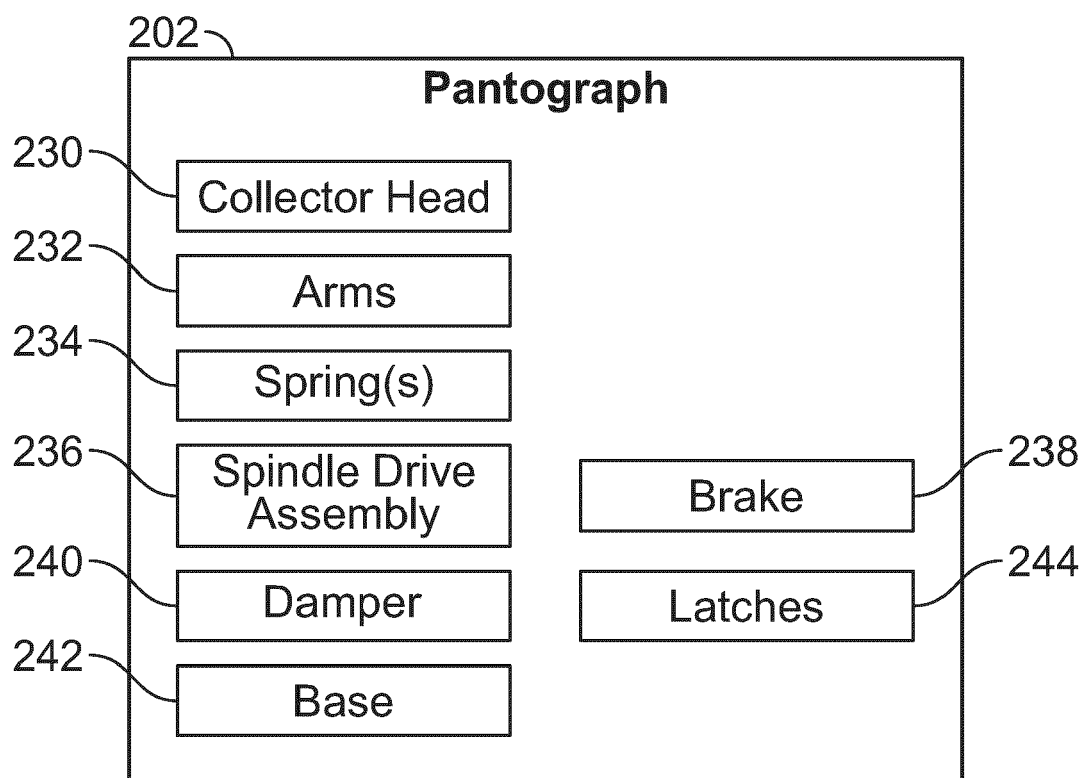 202
Pantograph
230
Collector Head
232
Arms
234
Spring(s)
236
Spindle Drive
Assembly
238
Brake
240
Damper
244
Latches
242
Base